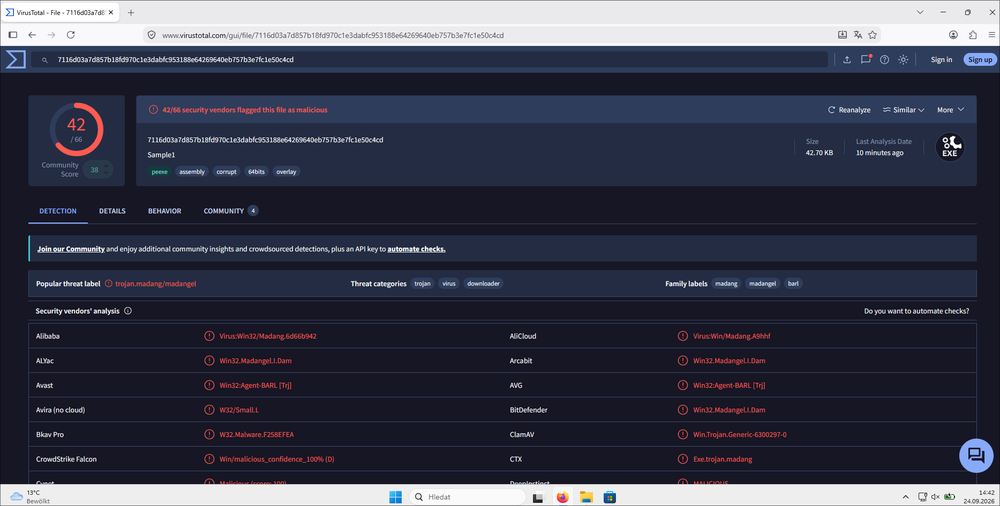 VirusTotal - File - 7116d03a7d8
www.virustotal.com/gui/file/7116d03a7d857b18fd970c1e3dabfc953188e64269640eb757b3e7fc1e50c4cd
7116d03a7d857b18fd970c1e3dabfc953188e64269640eb757b3e7fc1e50c4cd
Sign in
Sign up
42
/ 66
Community
Score
38
42/66 security vendors flagged this file as malicious
Reanalyze
Similar
More
7116d03a7d857b18fd970c1e3dabfc953188e64269640eb757b3e7fc1e50c4cd
Sample1
peexe assembly corrupt 64bits overlay
Size
42.70 KB
Last Analysis Date
10 minutes ago
EXE
DETECTION DETAILS BEHAVIOR COMMUNITY 4
Join our Community and enjoy additional community insights and crowdsourced detections, plus an API key to automate checks.
Popular threat label trojan.madang/madangel
Threat categories trojan virus downloader
Family labels madang madangel barl
Security vendors' analysis
Do you want to automate checks?
Alibaba Virus:Win32/Madang.6d66b942 AliCloud Virus:Win/Madang.A9hhf
ALYac Win32.Madangel.I.Dam Arcabit Win32.Madangel.I.Dam
Avast Win32:Agent-BARL [Trj] AVG Win32:Agent-BARL [Trj]
Avira (no cloud) W32/Small.L BitDefender Win32.Madangel.I.Dam
Bkav Pro W32.Malware.F258EFEA ClamAV Win.Trojan.Generic-6300297-0
CrowdStrike Falcon Win/malicious_confidence_100% (D) CTX Exe.trojan.madang
Cynet Malicious (score: 100) DeepInstinct MALICIOUS
13°C
Bewölkt
Hledat
14:42
24.09.2026